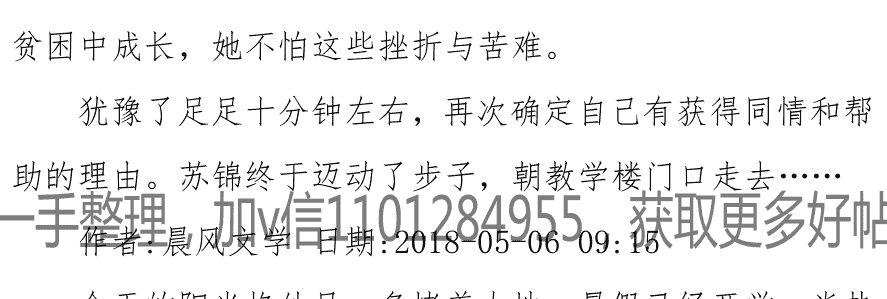 贫困中成长，她不怕这些挫折与苦难。
犹豫了足足十分钟左右，再次确定自己有获得同情和帮
助的理由。苏锦终于迈动了步子，朝教学楼门口走去……
一手整理，加v信1101284955，获取更多好帖
作者:晨风文学 日期:2018-05-06 09:15